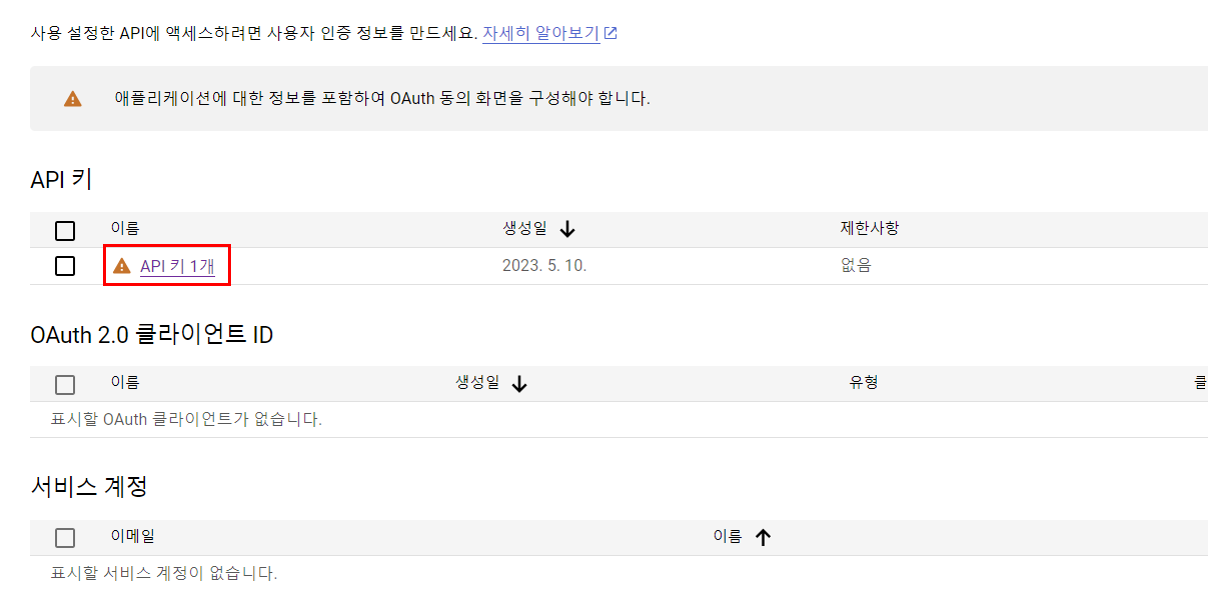 사용 설정한 API에 액세스하려면 사용자 인증 정보를 만드세요. 자세히 알아보기
애플리케이션에 대한 정보를 포함하여 OAuth 동의 화면을 구성해야 합니다.
API 키
이름 생성일 제한사항
API 키 1개 2023. 5. 10. 없음
OAuth 2.0 클라이언트 ID
이름 생성일 유형 클
표시할 OAuth 클라이언트가 없습니다.
서비스 계정
이메일 이름
표시할 서비스 계정이 없습니다.